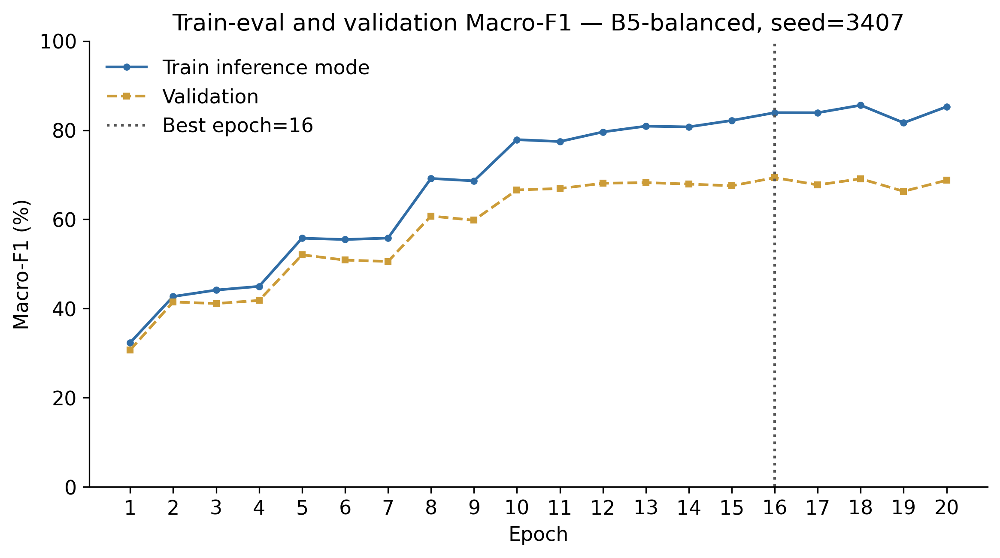 Train-eval and validation Macro-F1 — B5-balanced, seed=3407
100
80
60
40
20
0
Macro-F1 (%)
Train inference mode
Validation
Best epoch=16
1 2 3 4 5 6 7 8 9 10 11 12 13 14 15 16 17 18 19 20
Epoch